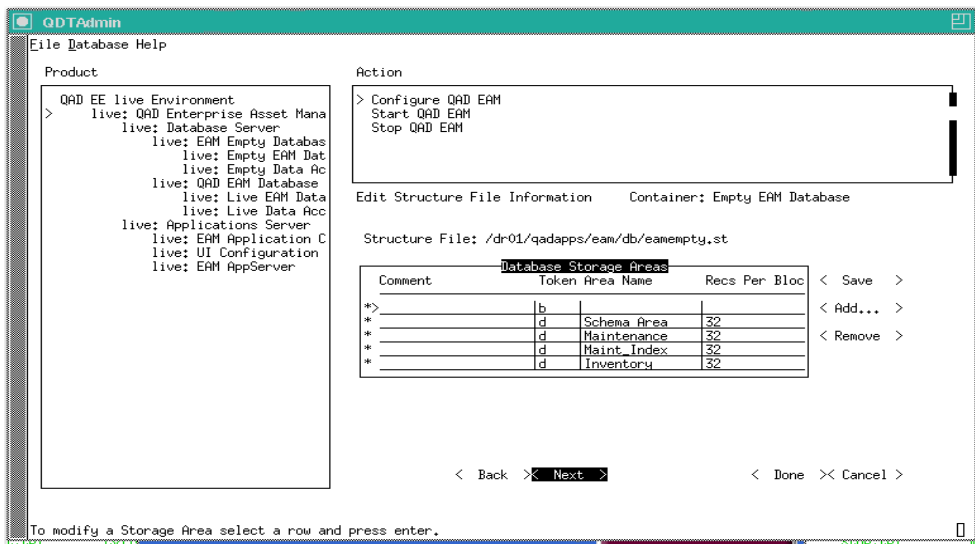 QDTAdmin
File Database Help
Product
QAD EE live Environment
> live: QAD Enterprise Asset Mana
live: Database Server
live: EAM Empty Databas
live: Empty EAM Dat
live: Empty Data Ac
live: QAD EAM Database
live: Live EAM Data
live: Live Data Acc
live: Applications Server
live: EAM Application C
live: UI Configuration
live: EAM AppServer
Action
> Configure QAD EAM
Start QAD EAM
Stop QAD EAM
Edit Structure File Information Container: Empty EAM Database
Structure File: /dr01/qadapps/eam/db/eamempty.st
Database Storage Areas
Comment Token Area Name Recs Per Bloc
*> b
* d Schema Area 32
* d Maintenance 32
* d Maint_Index 32
* d Inventory 32
< Save >
< Add... >
< Remove >
< Back >< Next > < Done >< Cancel >
To modify a Storage Area select a row and press enter.